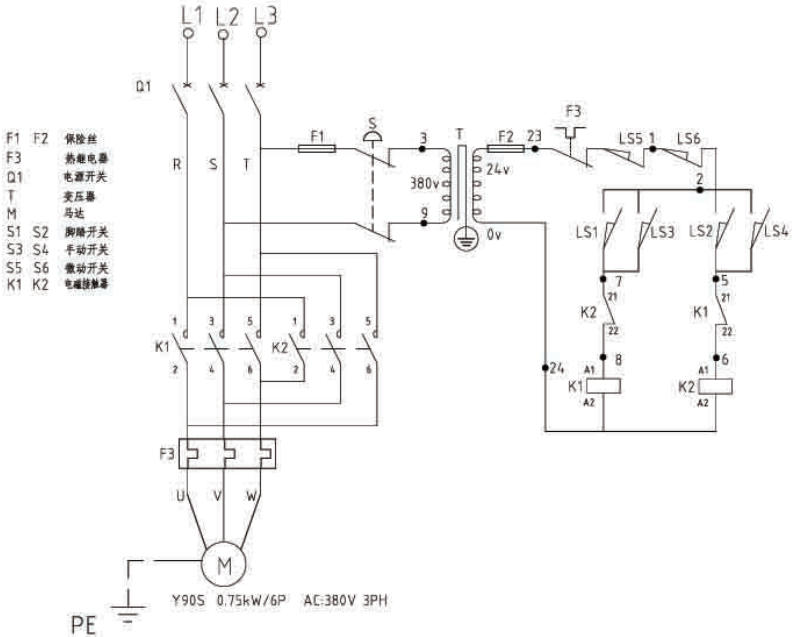 L1 L2 L3
Q1
F1 F2 保险丝
F3 热继电器
Q1 电源开关
T 变压器
M 马达
S1 S2 脚踏开关
S3 S4 手动开关
S5 S6 微动开关
K1 K2 电磁接触器
R S T
F1
S
3
T
F2 23
F3
LS5 1 LS6
380v
24v
9
0v
2
LS1 LS3 LS2 LS4
7
5
K2 21
22
K1 21
22
8
6
24
K1 A1
A2
K2 A1
A2
1 3 5 1 3 5
K1 K2
2 4 6 2 4 6
F3
U V W
M
Y90S 0.75kW/6P AC:380V 3PH
PE